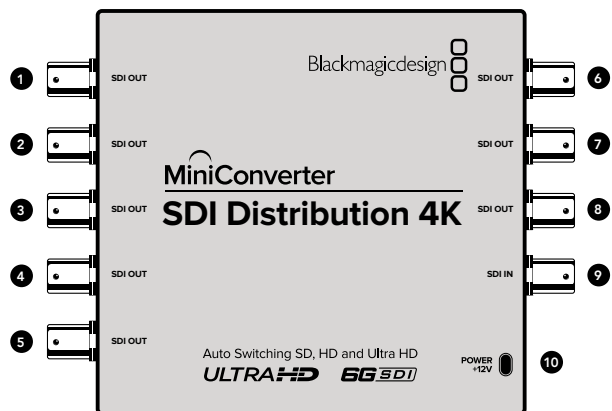 Blackmagicdesign
1 SDI OUT
SDI OUT 6
2 SDI OUT
SDI OUT 7
MiniConverter
3 SDI OUT
SDI Distribution 4K
SDI OUT 8
4 SDI OUT
SDI IN 9
5 SDI OUT
Auto Switching SD, HD and Ultra HD
ULTRAHD 6G SDI
POWER
+12V
10